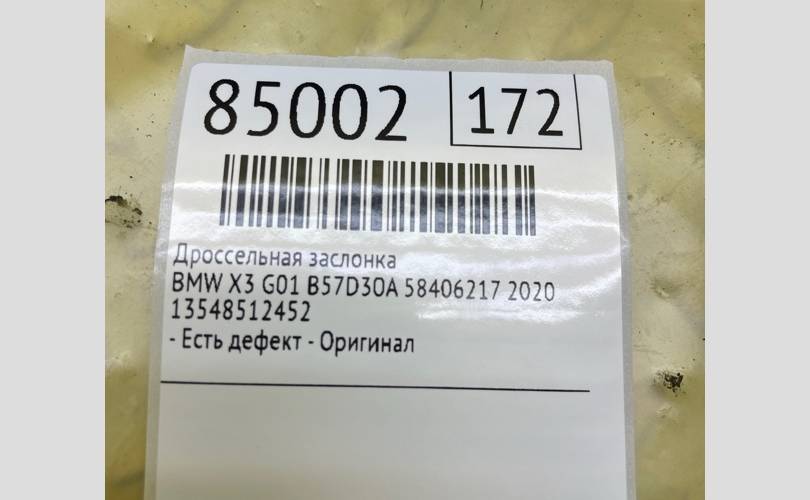 85002 172
Дроссельная заслонка
BMW X3 G01 B57D30A 58406217 2020
13548512452
- Есть дефект - Оригинал